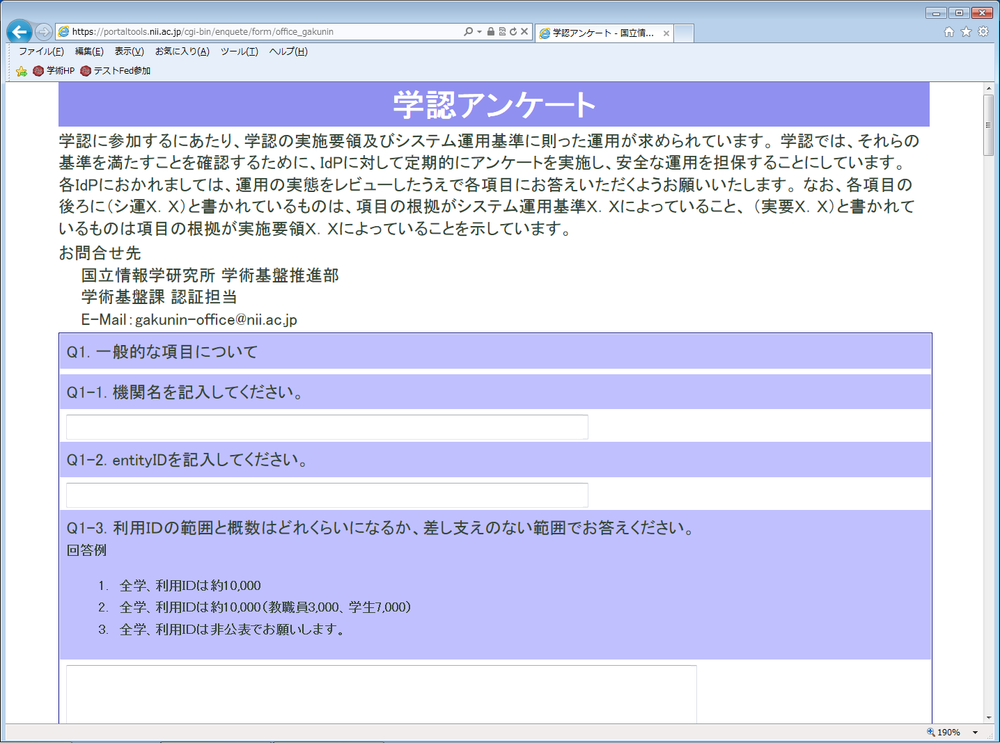 https://portaltools.nii.ac.jp/cgi-bin/enquete/form/office_gakunin
学認アンケート - 国立情...
ファイル(F) 編集(E) 表示(V) お気に入り(A) ツール(T) ヘルプ(H)
学術HP テストFed参加
学認アンケート
学認に参加するにあたり、学認の実施要領及びシステム運用基準に則った運用が求められています。 学認では、それらの
基準を満たすことを確認するために、IdPに対して定期的にアンケートを実施し、安全な運用を担保することにしています。
各IdPにおかれましては、運用の実態をレビューしたうえで各項目にお答えいただくようお願いいたします。 なお、各項目の
後ろに（シ運X．X）と書かれているものは、項目の根拠がシステム運用基準X．Xによっていること、（実要X．X）と書かれて
いるものは項目の根拠が実施要領X．Xによっていることを示しています。
お問合せ先
国立情報学研究所 学術基盤推進部
学術基盤課 認証担当
E-Mail：gakunin-office@nii.ac.jp
Q1. 一般的な項目について
Q1-1. 機関名を記入してください。
Q1-2. entityIDを記入してください。
Q1-3. 利用IDの範囲と概数はどれくらいになるか、差し支えのない範囲でお答えください。
回答例
1. 全学、利用IDは約10,000
2. 全学、利用IDは約10,000（教職員3,000、学生7,000）
3. 全学、利用IDは非公表でお願いします。
190%